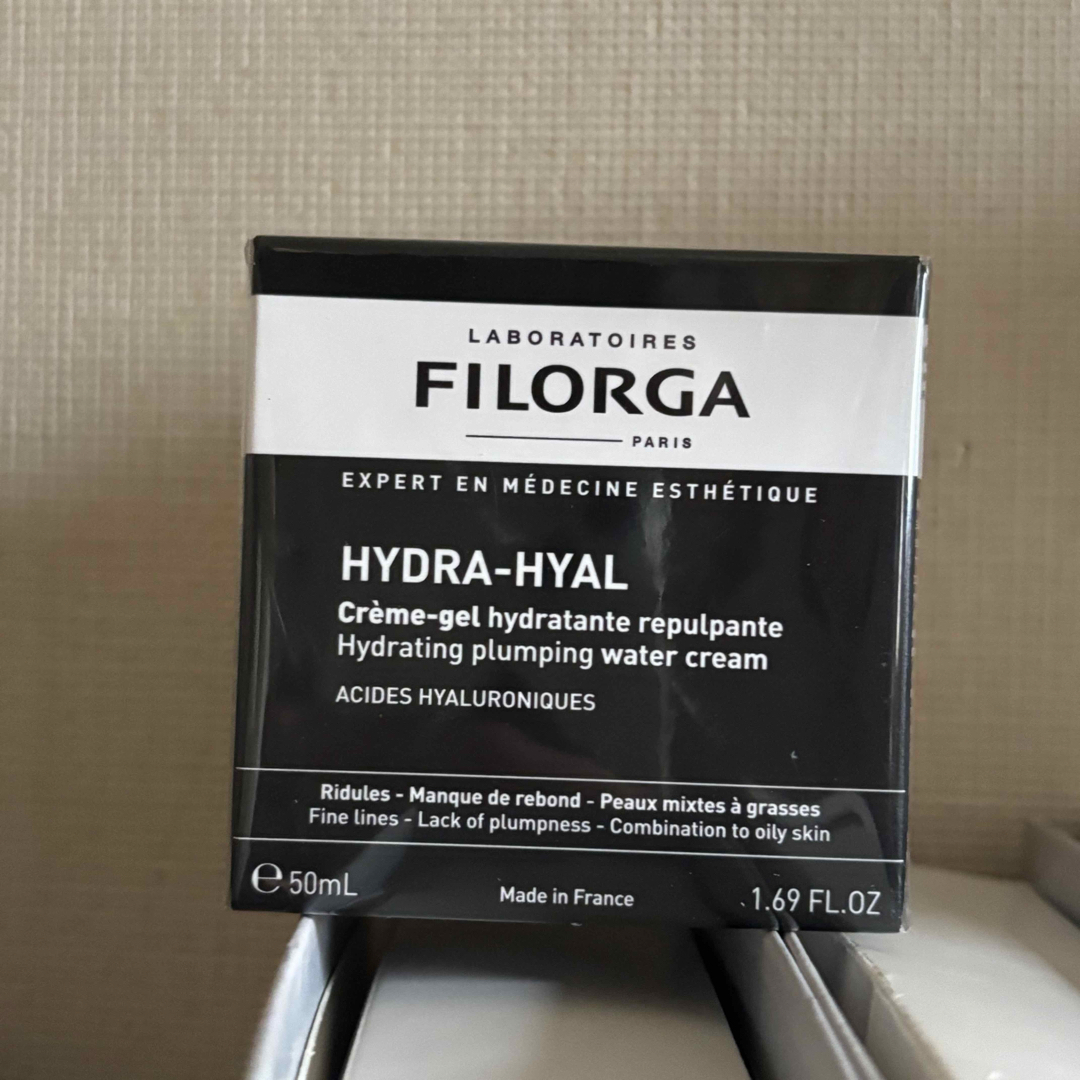 LABORATOIRES
FILORGA
PARIS
EXPERT EN MÉDECINE ESTHÉTIQUE
HYDRA-HYAL
Crème-gel hydratante repulpante
Hydrating plumping water cream
ACIDES HYALURONIQUES
Ridules - Manque de rebond - Peaux mixtes à grasses
Fine lines - Lack of plumpness - Combination to oily skin
℮ 50mL Made in France 1.69 FL.OZ